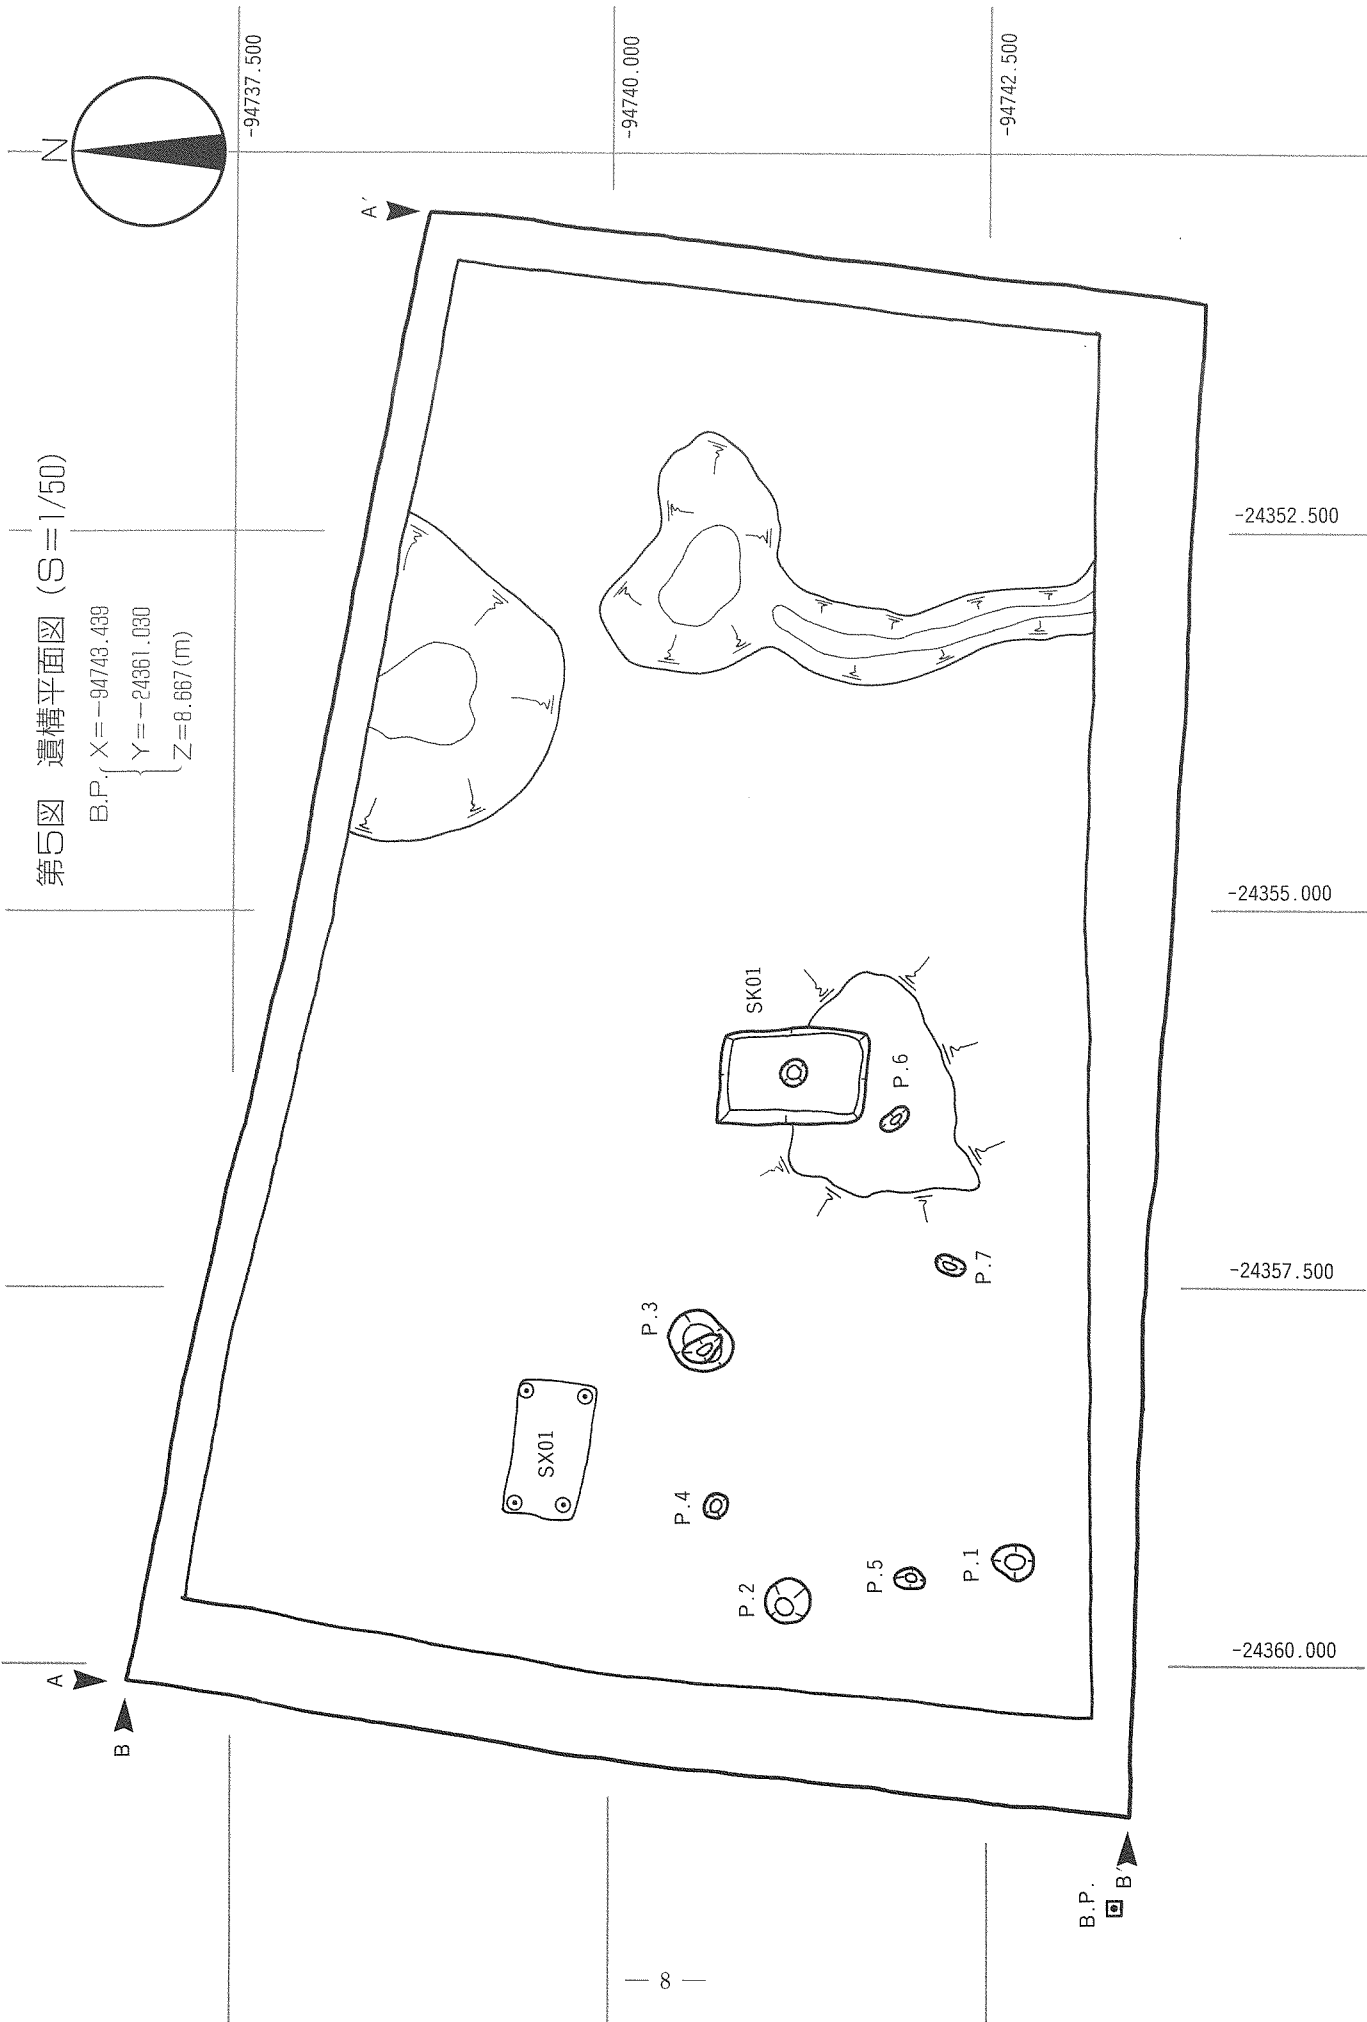 第5図 遺構平面図 (S=1/50)
B.P. X=-94743.439
Y=-24361.030
Z=8.667(m)
N
-94737.500
-94740.000
-94742.500
A′
-24352.500
-24355.000
SK01
P.6
P.7
-24357.500
P.3
SX01
P.4
P.2
P.5
P.1
-24360.000
A
B
B.P.
B′
— 8 —